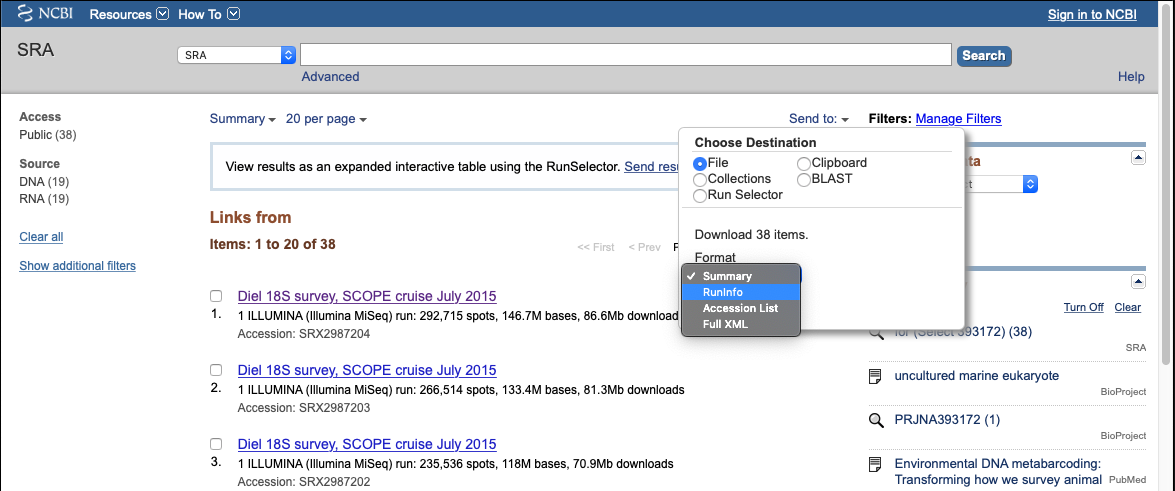 NCBI Resources How To Sign in to NCBI
SRA
SRA Search
Advanced Help
Access
Public (38)
Source
DNA (19)
RNA (19)
Clear all
Show additional filters
Summary 20 per page Send to:
View results as an expanded interactive table using the RunSelector. Send
Links from
Items: 1 to 20 of 38
<< First < Prev
Diel 18S survey, SCOPE cruise July 2015
1. 1 ILLUMINA (Illumina MiSeq) run: 292,715 spots, 146.7M bases, 86.6Mb downloads
Accession: SRX2987204
Diel 18S survey, SCOPE cruise July 2015
2. 1 ILLUMINA (Illumina MiSeq) run: 266,514 spots, 133.4M bases, 81.3Mb downloads
Accession: SRX2987203
Diel 18S survey, SCOPE cruise July 2015
3. 1 ILLUMINA (Illumina MiSeq) run: 235,536 spots, 118M bases, 70.9Mb downloads
Accession: SRX2987202
Choose Destination
File Clipboard
Collections BLAST
Run Selector
Download 38 items.
Format
Summary
RunInfo
Accession List
Full XML
Filters: Manage Filters
Turn Off Clear
for (Select 393172) (38)
SRA
uncultured marine eukaryote
BioProject
PRJNA393172 (1)
BioProject
Environmental DNA metabarcoding:
Transforming how we survey animal PubMed